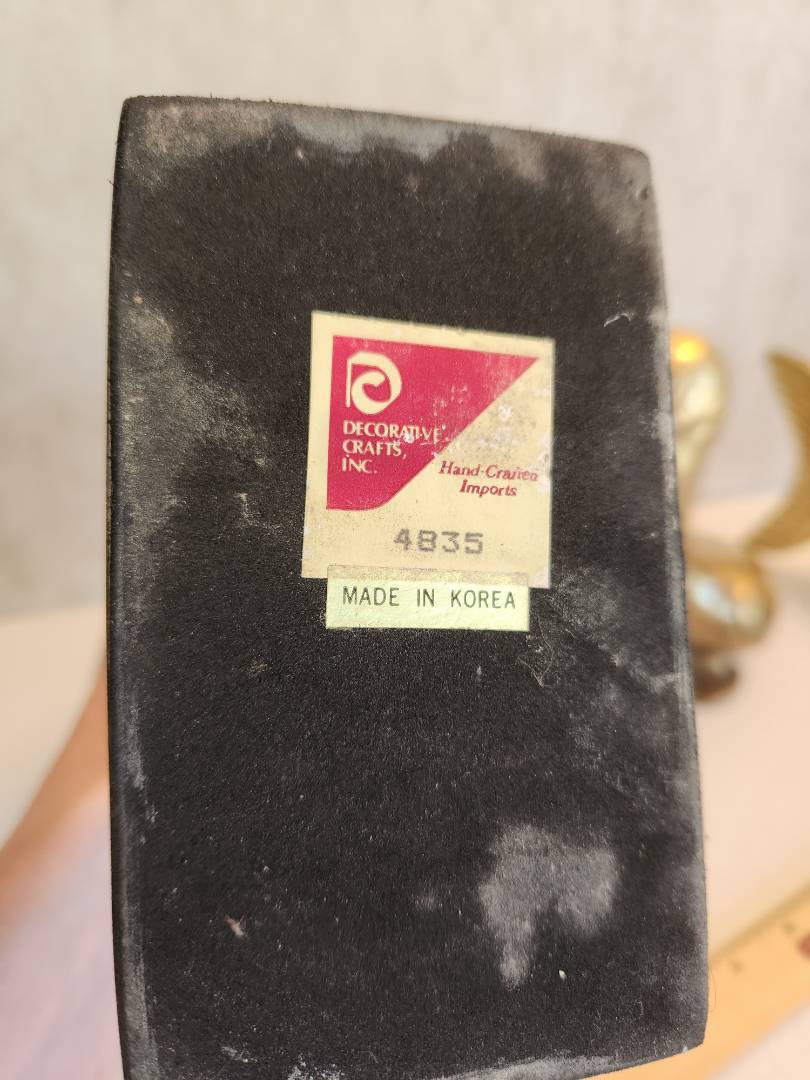 DECORATIVE
CRAFTS,
INC.
Hand-Crafted
Imports
4835
MADE IN KOREA